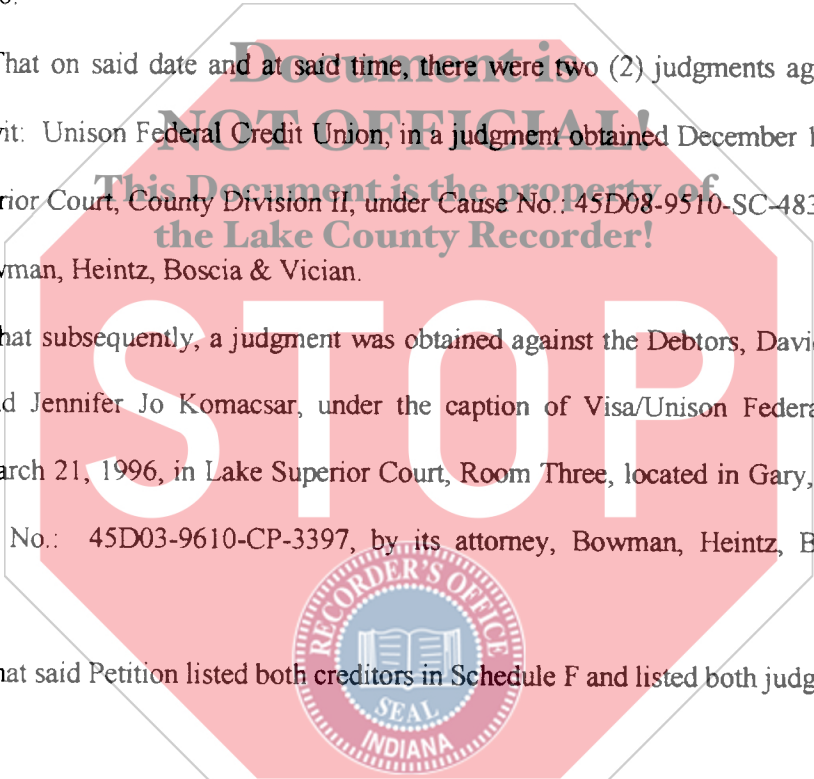 That on said date and at said time, there were two (2) judgments ag
Document is
vit: Unison Federal Credit Union, in a judgment obtained December 1
NOT OFFICIAL!
rior Court, County Division II, under Cause No.: 45D08-9510-SC-483
This Document is the property of
the Lake County Recorder!
wman, Heintz, Boscia & Vician.
hat subsequently, a judgment was obtained against the Debtors, Davi
d Jennifer Jo Komacsar, under the caption of Visa/Unison Federa
STOP
arch 21, 1996, in Lake Superior Court, Room Three, located in Gary,
No.: 45D03-9610-CP-3397, by its attorney, Bowman, Heintz, B
RECORDER'S OFFICE
hat said Petition listed both creditors in Schedule F and listed both judg
SEAL
INDIANA